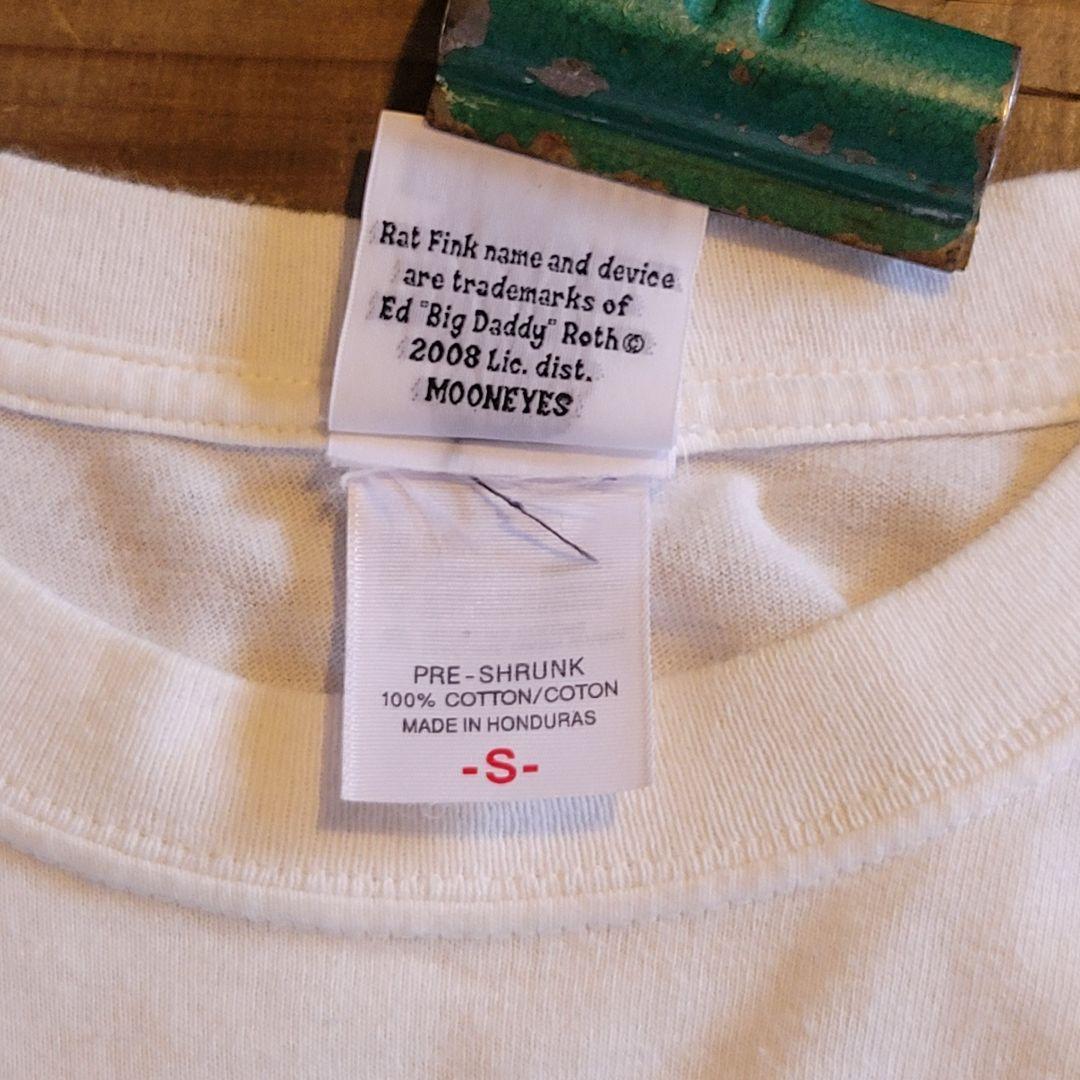 Rat Fink name and device
are trademarks of
Ed "Big Daddy" Roth©
2008 Lic. dist.
MOONEYES
PRE-SHRUNK
100% COTTON/COTON
MADE IN HONDURAS
-S-